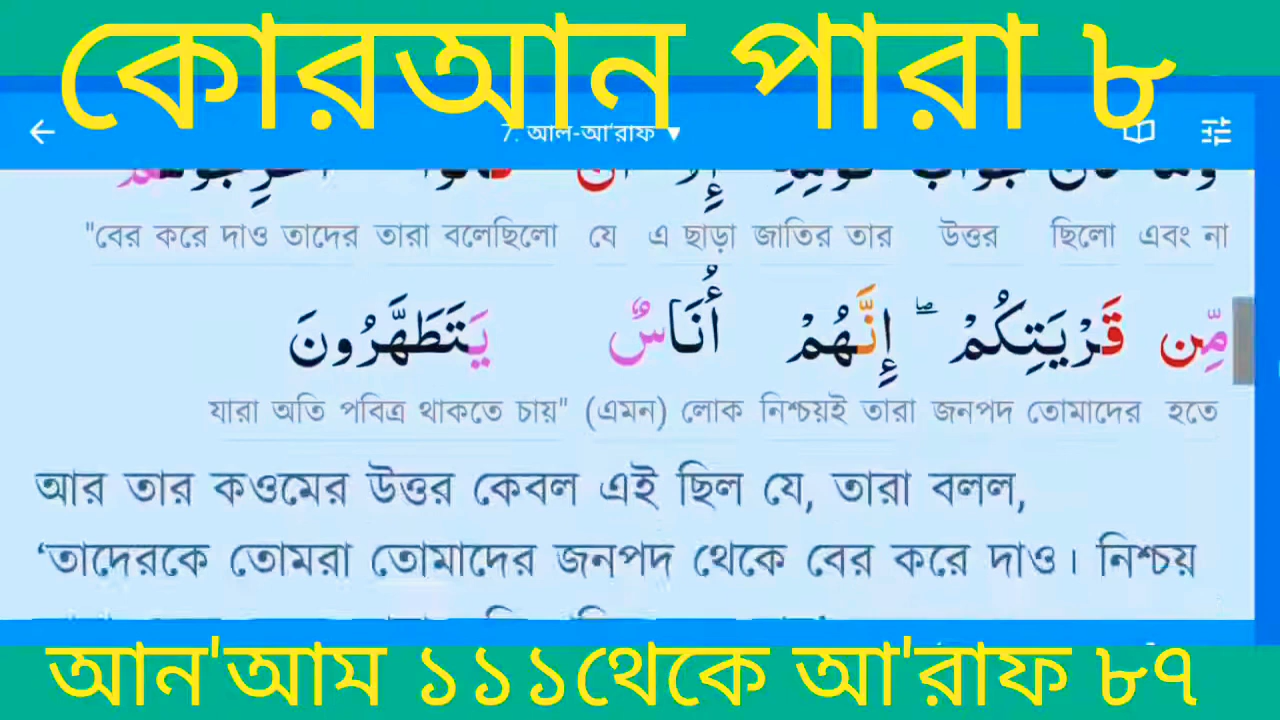 কোরআন পারা ৮
7. আল-আ'রাফ ▼
"বের করে দাও তাদের তারা বলেছিলো যে এ ছাড়া জাতির তার উত্তর ছিলো এবং না
مِّن قَرْيَتِكُمْ ۖ إِنَّهُمْ أُنَاسٌ يَتَطَهَّرُونَ
যারা অতি পবিত্র থাকতে চায়" (এমন) লোক নিশ্চয়ই তারা জনপদ তোমাদের হতে
আর তার কওমের উত্তর কেবল এই ছিল যে, তারা বলল,
‘তাদেরকে তোমরা তোমাদের জনপদ থেকে বের করে দাও। নিশ্চয়
আন'আম ১১১থেকে আ'রাফ ৮৭